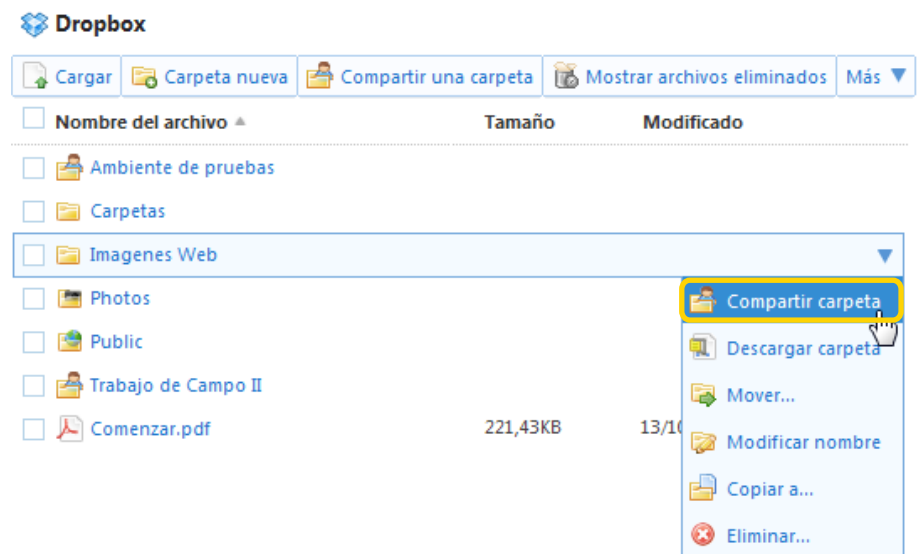 Dropbox
Cargar Carpeta nueva Compartir una carpeta Mostrar archivos eliminados Más
Nombre del archivo Tamaño Modificado
Ambiente de pruebas
Carpetas
Imagenes Web
Photos
Compartir carpeta
Public
Descargar carpeta
Trabajo de Campo II
Mover...
Comenzar.pdf 221,43KB 13/10
Modificar nombre
Copiar a...
Eliminar...